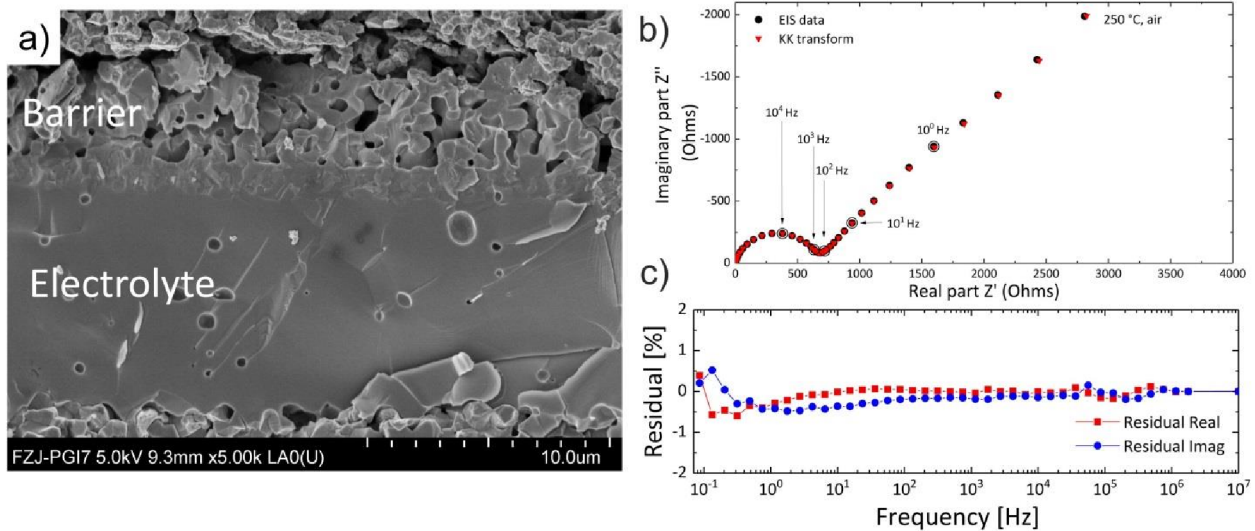 a)
Barrier
Electrolyte
FZJ-PGI7 5.0kV 9.3mm x5.00k LA0(U)
10.0um
b)
EIS data
KK transform
250 °C, air
10⁴ Hz
10³ Hz
10² Hz
10⁰ Hz
10¹ Hz
-2000
-1500
-1000
-500
0
Imaginary part Z''
(Ohms)
0 500 1000 1500 2000 2500 3000 3500 4000
Real part Z' (Ohms)
c)
2
1
0
-1
-2
Residual [%]
Residual Real
Residual Imag
10⁻¹ 10⁰ 10¹ 10² 10³ 10⁴ 10⁵ 10⁶ 10⁷
Frequency [Hz]